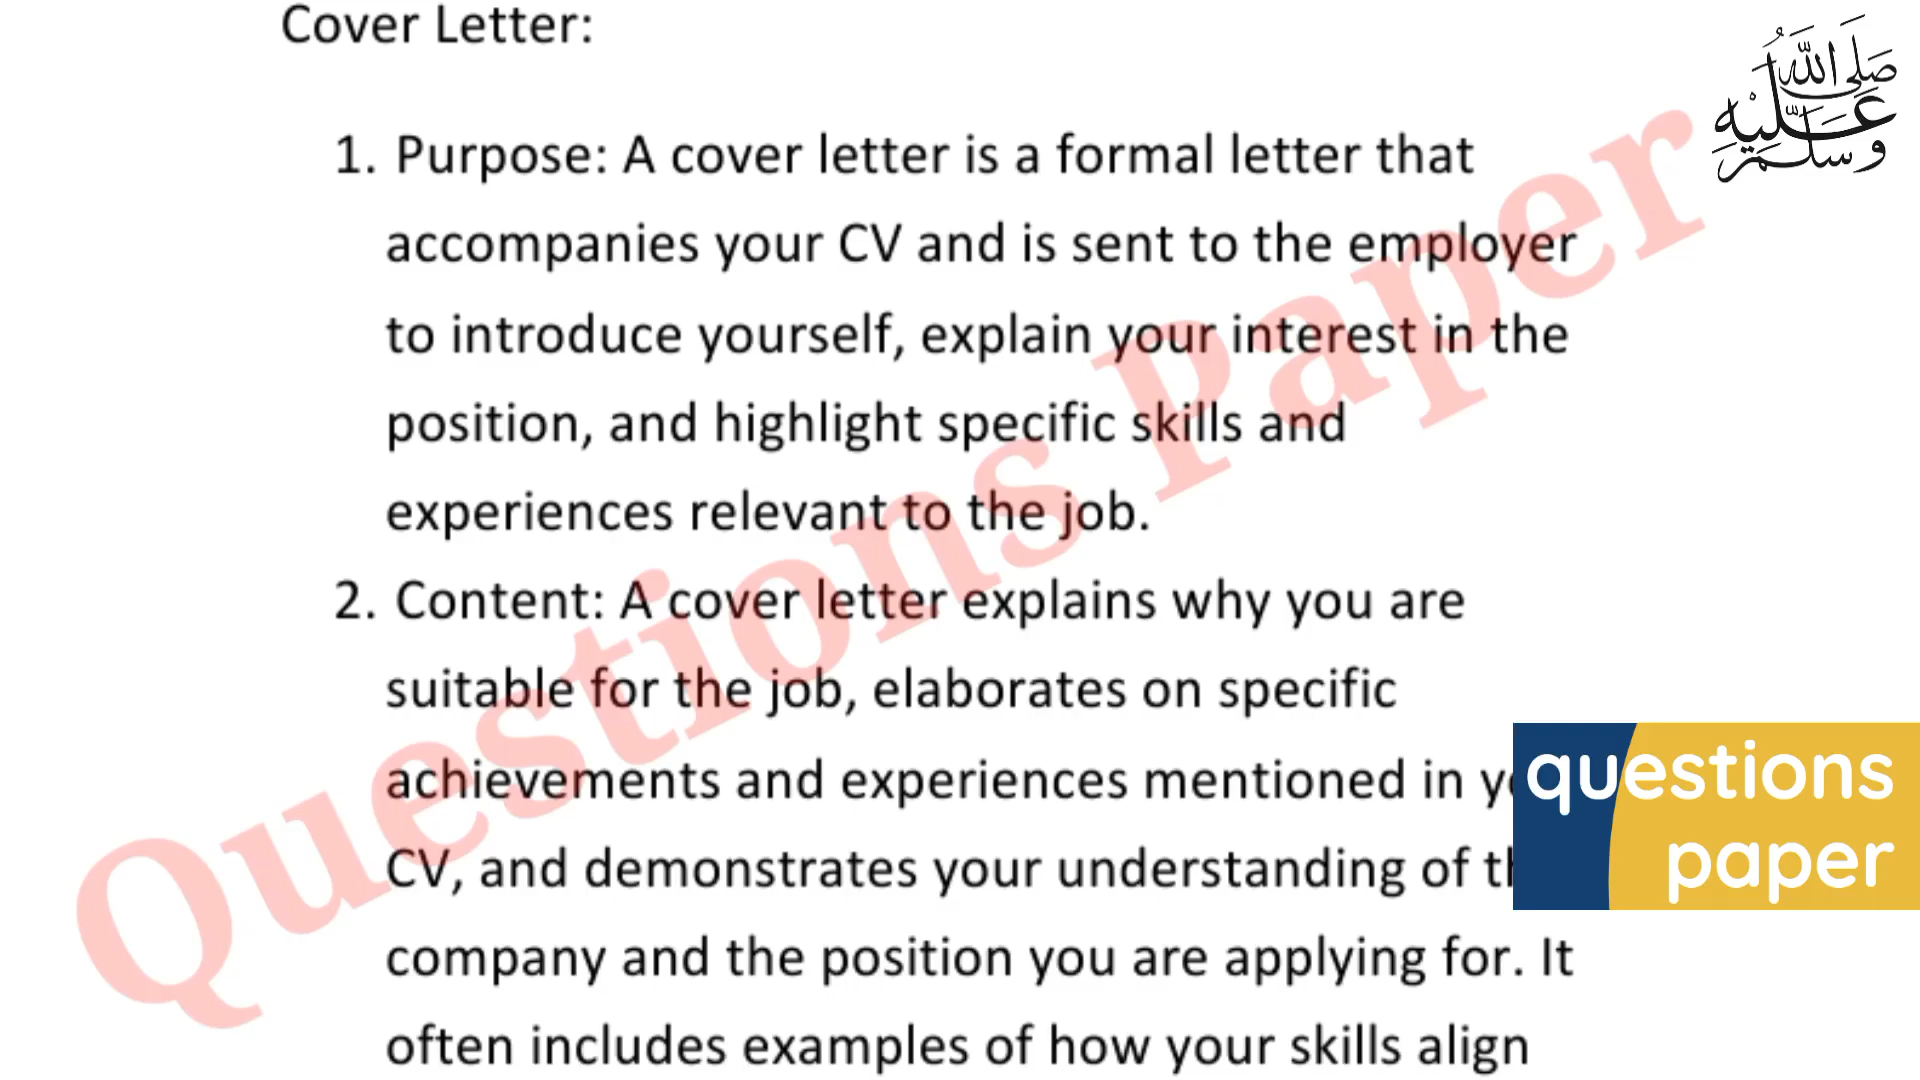 Cover Letter:
1. Purpose: A cover letter is a formal letter that
accompanies your CV and is sent to the employer
to introduce yourself, explain your interest in the
position, and highlight specific skills and
experiences relevant to the job.
2. Content: A cover letter explains why you are
suitable for the job, elaborates on specific
achievements and experiences mentioned in
CV, and demonstrates your understanding of
company and the position you are applying for. It
often includes examples of how your skills align
Questions Paper
صلى الله
عليه
وسلم
questions
paper